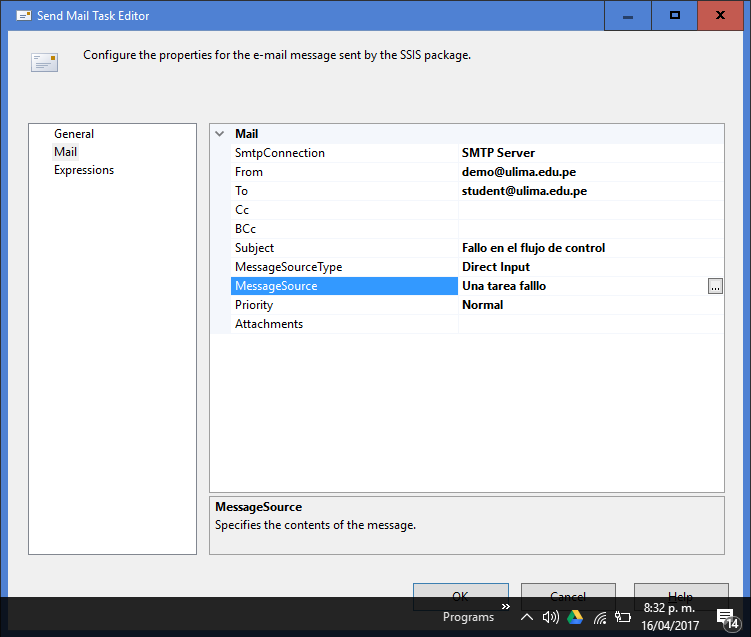 Send Mail Task Editor
Configure the properties for the e-mail message sent by the SSIS package.
General
Mail
Expressions
Mail
SmtpConnection SMTP Server
From demo@ulima.edu.pe
To student@ulima.edu.pe
Cc
BCc
Subject Fallo en el flujo de control
MessageSourceType Direct Input
MessageSource Una tarea falllo ...
Priority Normal
Attachments
MessageSource
Specifies the contents of the message.
OK Cancel Help
Programs » 8:32 p. m.
16/04/2017 14